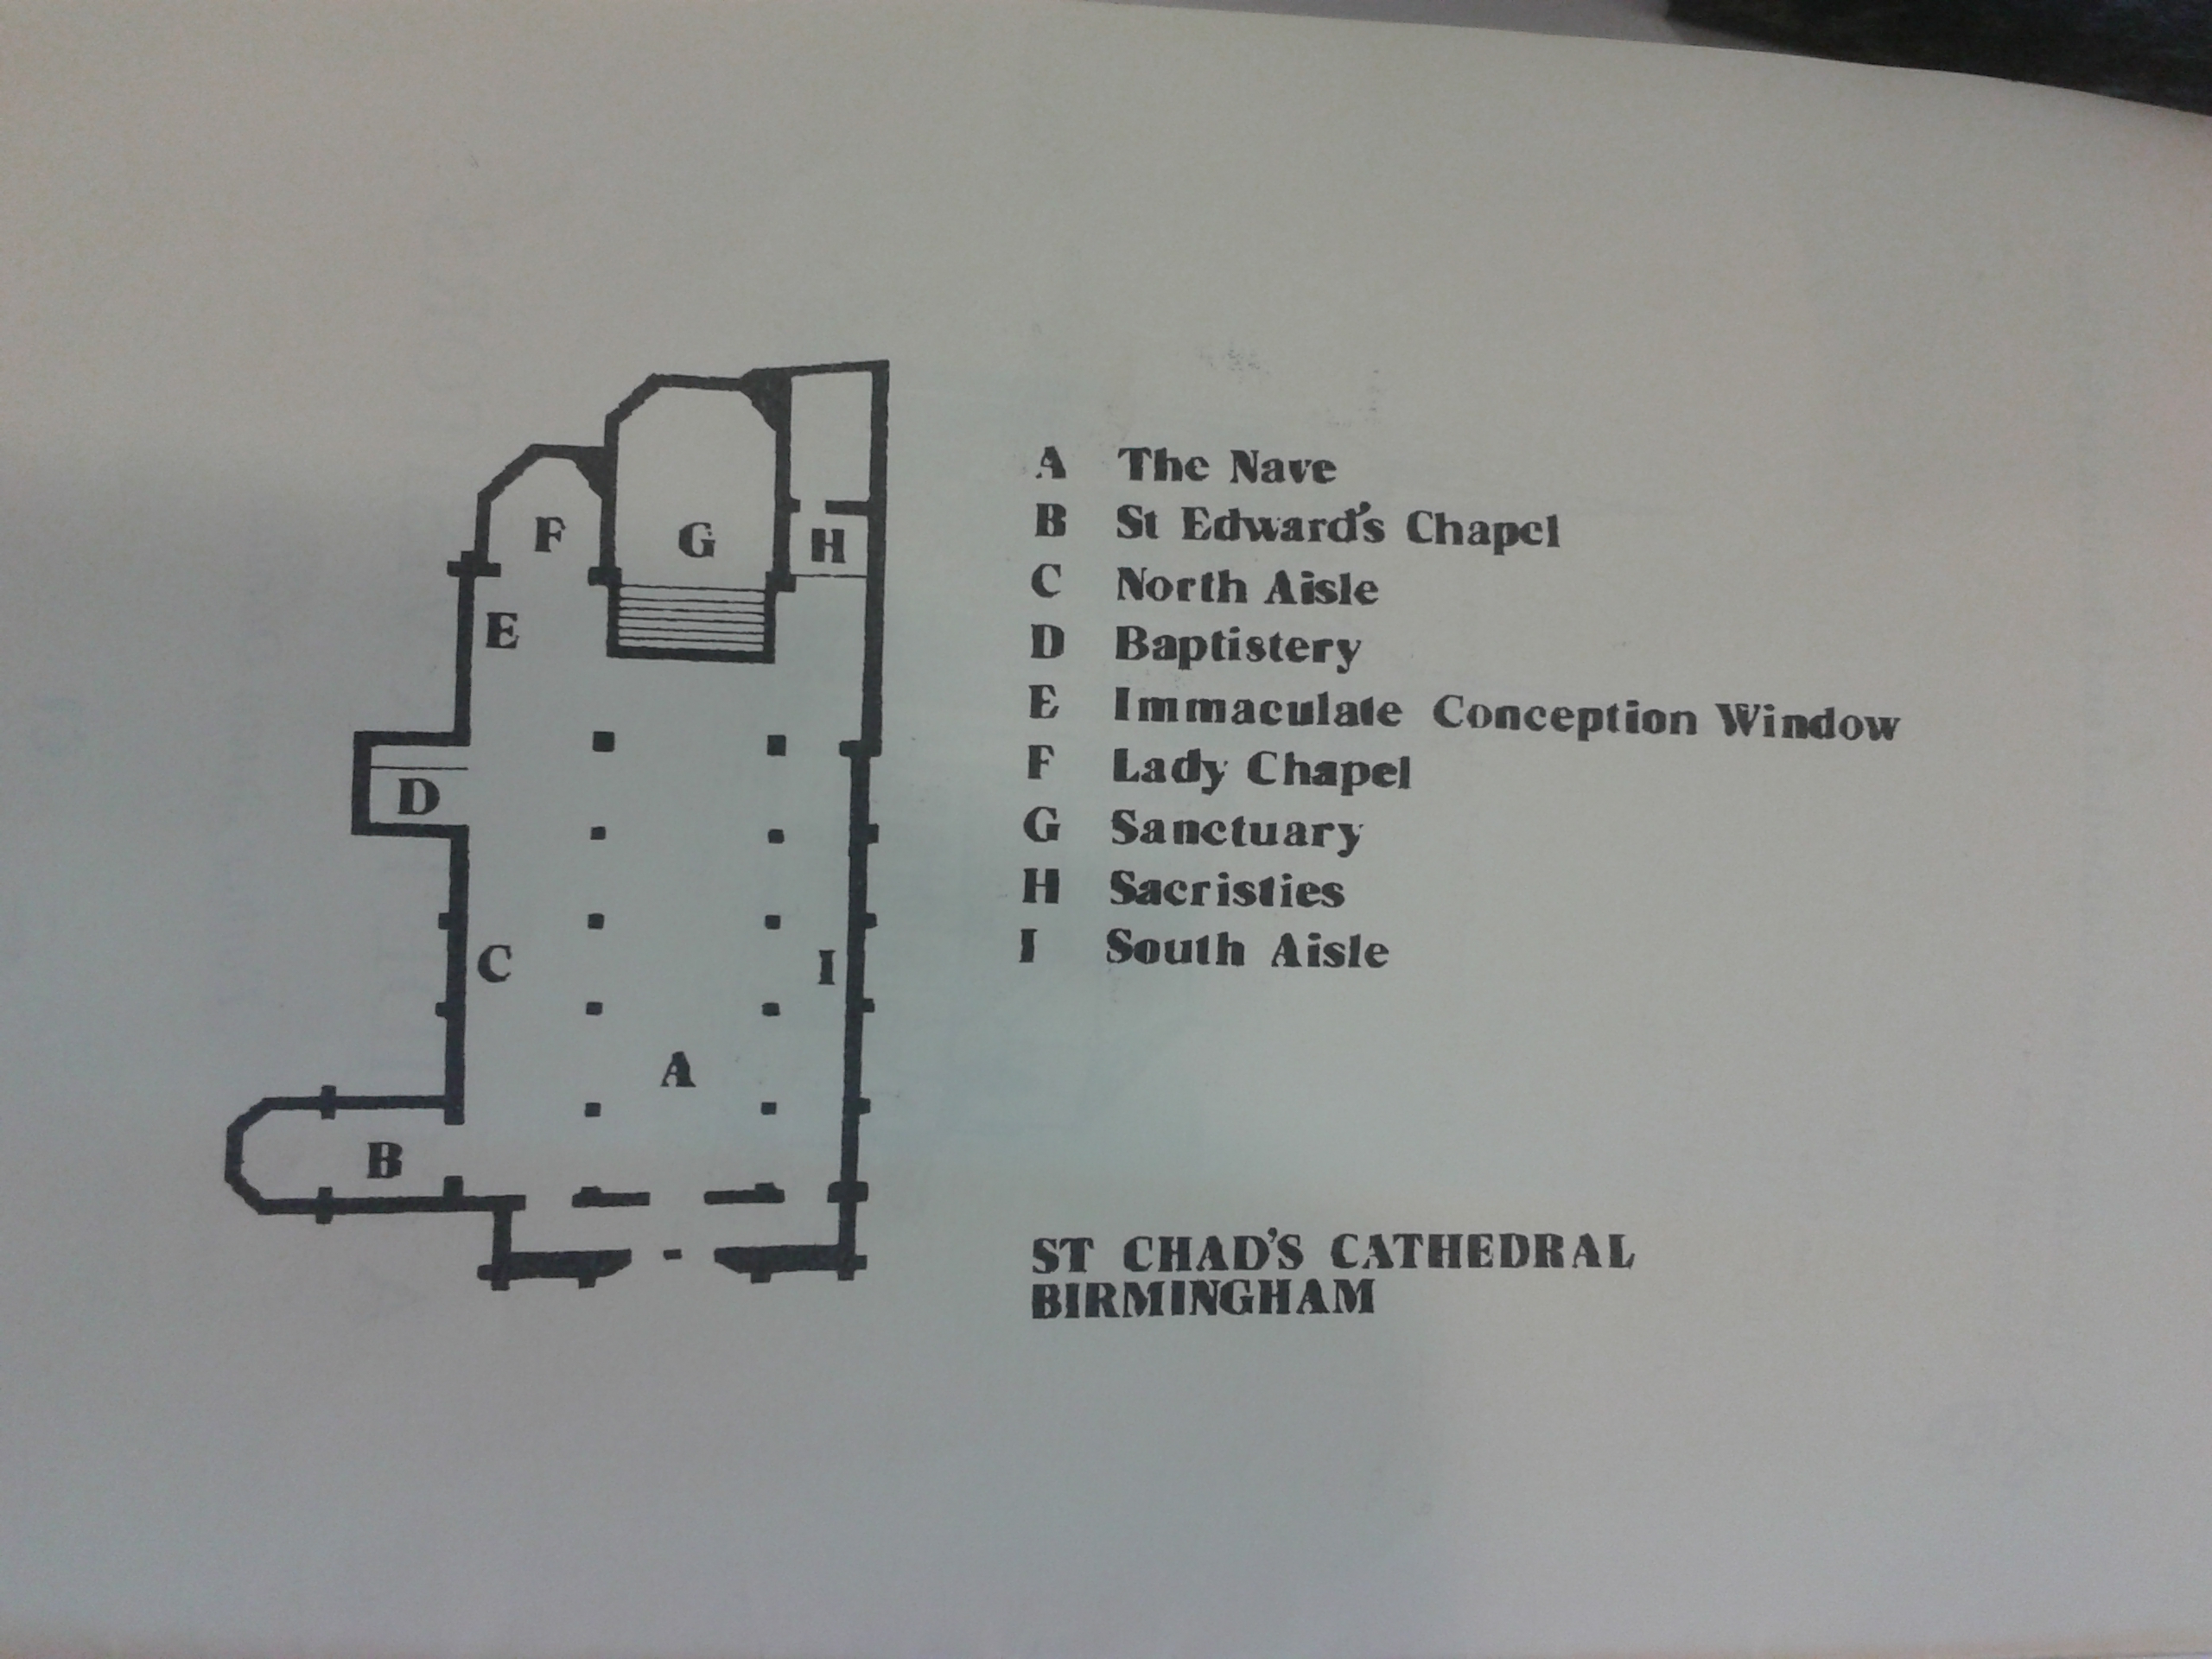 A The Nave
B St Edward's Chapel
C North Aisle
D Baptistery
E Immaculate Conception Window
F Lady Chapel
G Sanctuary
H Sacristies
I South Aisle
F
G
H
E
D
C
I
A
B
ST CHAD'S CATHEDRAL
BIRMINGHAM